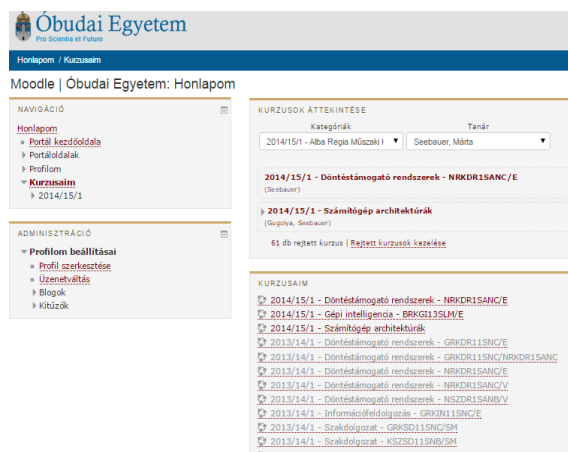 Óbudai Egyetem
Pro Scientia et Futuro
Honlapom / Kurzusaim
Moodle | Óbudai Egyetem: Honlapom
NAVIGÁCIÓ
Honlapom
Portál kezdőoldala
Portáloldalak
Profilom
Kurzusaim
2014/15/1
ADMINISZTRÁCIÓ
Profilom beállításai
Profil szerkesztése
Üzenetváltás
Blogok
Kitűzők
KURZUSOK ÁTTEKINTÉSE
Kategóriák Tanár
2014/15/1 - Alba Regia Műszaki Seebauer, Márta
2014/15/1 - Döntéstámogató rendszerek - NRKDR1SANC/E
(Seebauer)
2014/15/1 - Számítógép architektúrák
(Gugolya, Seebauer)
61 db rejtett kurzus | Rejtett kurzusok kezelése
KURZUSAIM
2014/15/1 - Döntéstámogató rendszerek - NRKDR1SANC/E
2014/15/1 - Gépi intelligencia - BRKGI13SLM/E
2014/15/1 - Számítógép architektúrák
2013/14/1 - Döntéstámogató rendszerek - GRKDR11SNC/E
2013/14/1 - Döntéstámogató rendszerek - GRKDR11SNC/NRKDR1SANC
2013/14/1 - Döntéstámogató rendszerek - NRKDR1SANC/E
2013/14/1 - Döntéstámogató rendszerek - NRKDR1SANC/V
2013/14/1 - Döntéstámogató rendszerek - NSZDR1SANB/V
2013/14/1 - Információfeldolgozás - GRKIN11SNC/E
2013/14/1 - Szakdolgozat - GRKSD11SNC/SM
2013/14/1 - Szakdolgozat - KSZSD11SNB/SM